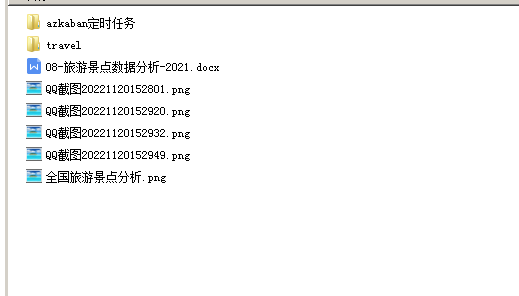 azkaban定时任务
travel
08-旅游景点数据分析-2021.docx
QQ截图20221120152801.png
QQ截图20221120152920.png
QQ截图20221120152932.png
QQ截图20221120152949.png
全国旅游景点分析.png